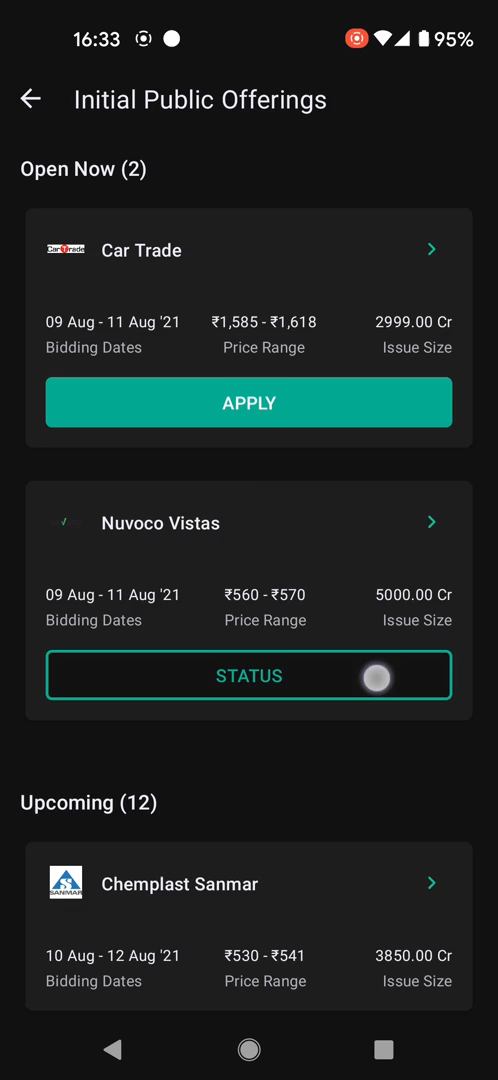 16:33
95%
Initial Public Offerings
Open Now (2)
CarTrade
Car Trade
09 Aug - 11 Aug '21 ₹1,585 - ₹1,618 2999.00 Cr
Bidding Dates Price Range Issue Size
APPLY
Nuvoco Vistas
09 Aug - 11 Aug '21 ₹560 - ₹570 5000.00 Cr
Bidding Dates Price Range Issue Size
STATUS
Upcoming (12)
SANMAR
Chemplast Sanmar
10 Aug - 12 Aug '21 ₹530 - ₹541 3850.00 Cr
Bidding Dates Price Range Issue Size